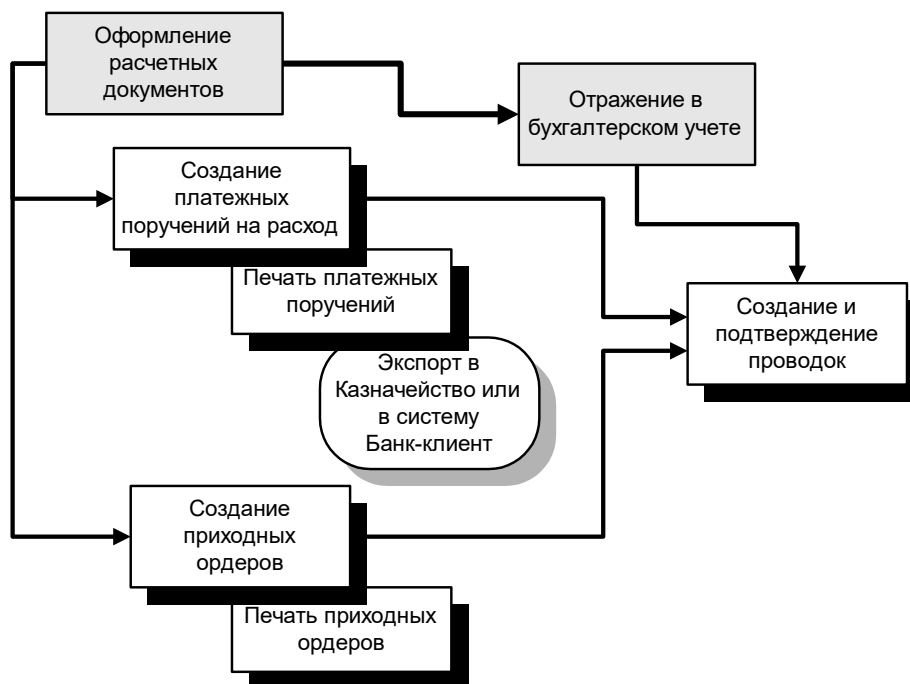 Оформление
расчетных
документов
Отражение в
бухгалтерском учете
Создание
платежных
поручений на расход
Печать платежных
поручений
Создание и
подтверждение
проводок
Экспорт в
Казначейство или
в систему
Банк-клиент
Создание
приходных
ордеров
Печать приходных
ордеров